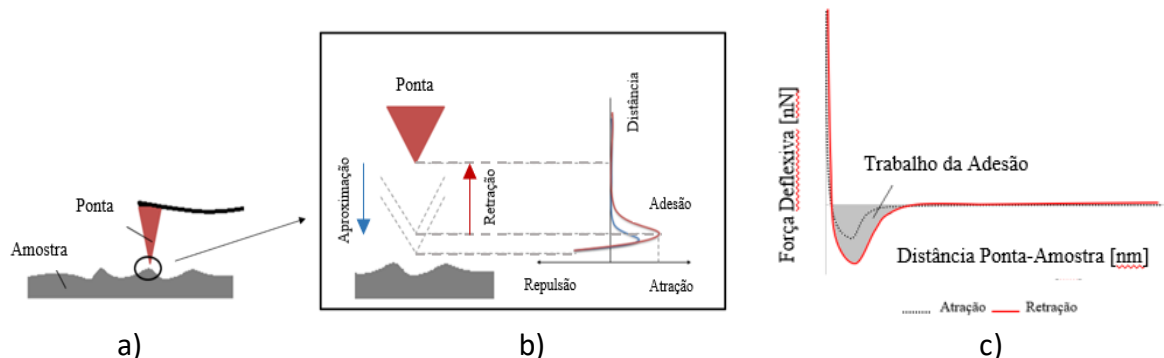 Ponta
Amostra
a)
Ponta
Distância
Aproximação
Retração
Adesão
Repulsão
Atração
b)
Força Deflexiva [nN]
Trabalho da Adesão
Distância Ponta-Amostra [nm]
Atração
Retração
c)